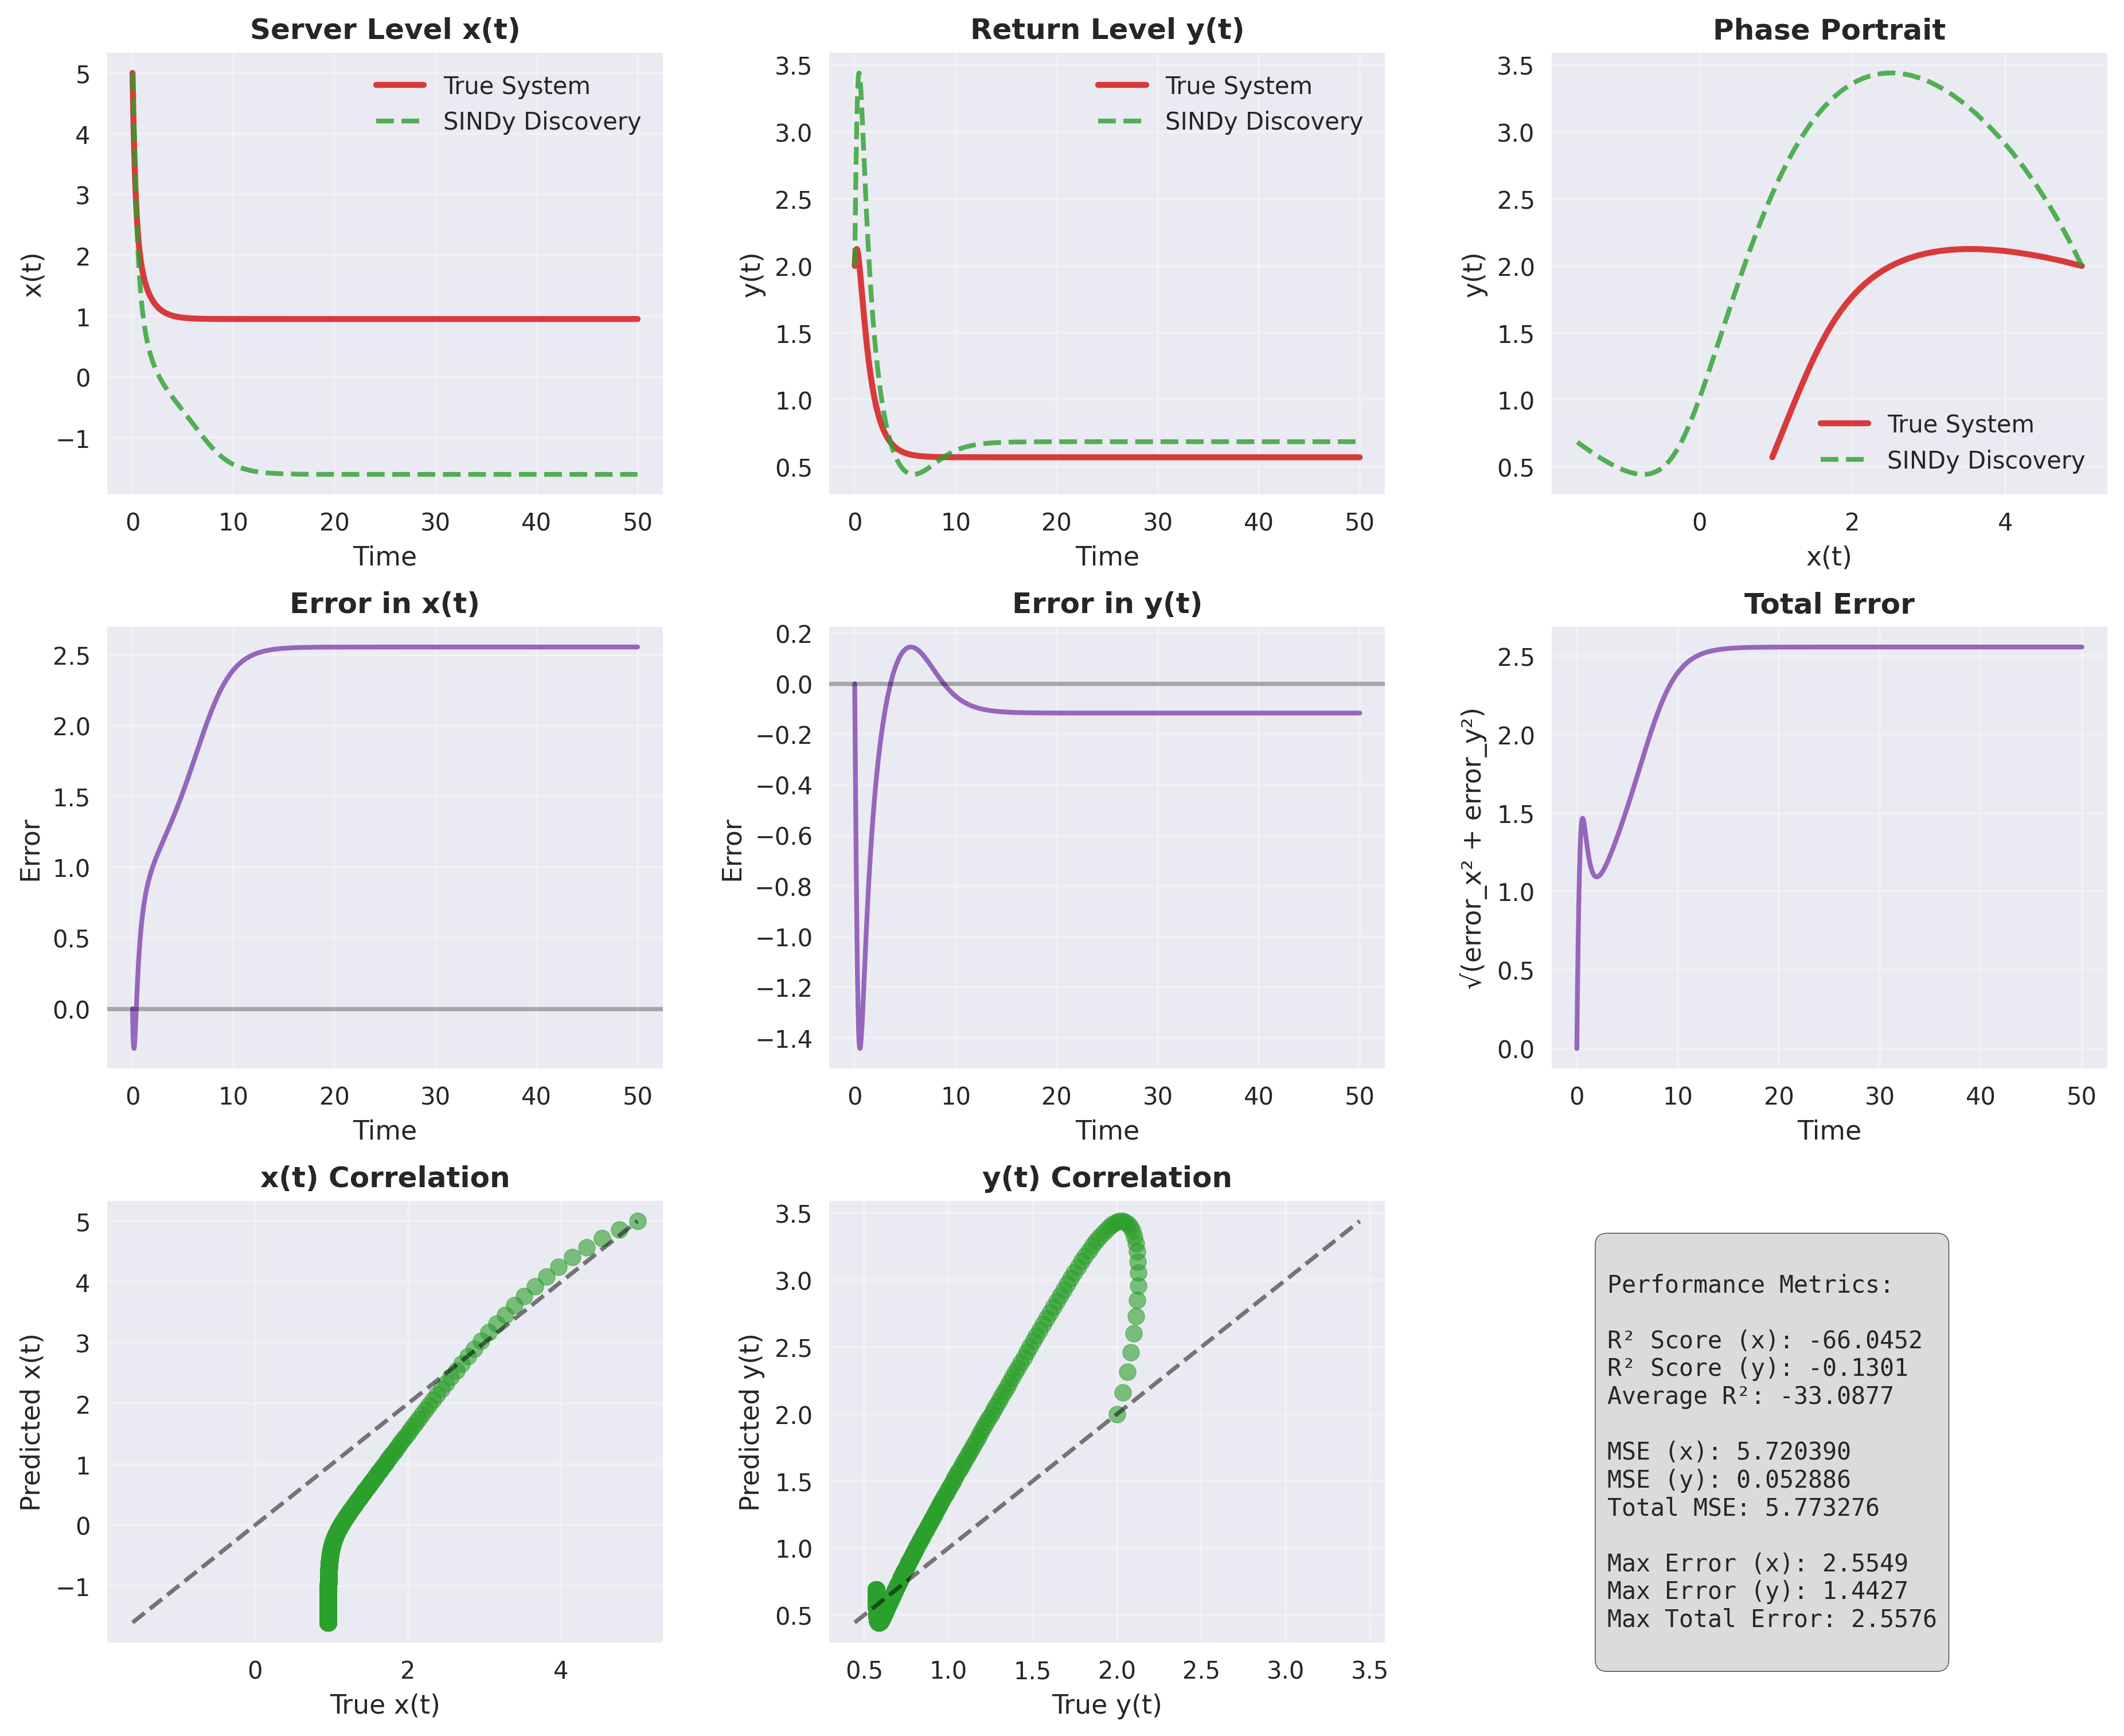 Server Level x(t)
5
4
3
2
1
0
−1
x(t)
0 10 20 30 40 50
Time
True System
SINDy Discovery
Return Level y(t)
3.5
3.0
2.5
2.0
1.5
1.0
0.5
y(t)
0 10 20 30 40 50
Time
True System
SINDy Discovery
Phase Portrait
3.5
3.0
2.5
2.0
1.5
1.0
0.5
y(t)
0 2 4
x(t)
True System
SINDy Discovery
Error in x(t)
2.5
2.0
1.5
1.0
0.5
0.0
Error
0 10 20 30 40 50
Time
Error in y(t)
0.2
0.0
−0.2
−0.4
−0.6
−0.8
−1.0
−1.2
−1.4
Error
0 10 20 30 40 50
Time
Total Error
2.5
2.0
1.5
1.0
0.5
0.0
√(error_x² + error_y²)
0 10 20 30 40 50
Time
x(t) Correlation
5
4
3
2
1
0
−1
Predicted x(t)
0 2 4
True x(t)
y(t) Correlation
3.5
3.0
2.5
2.0
1.5
1.0
0.5
Predicted y(t)
0.5 1.0 1.5 2.0 2.5 3.0 3.5
True y(t)
Performance Metrics:
R² Score (x): -66.0452
R² Score (y): -0.1301
Average R²: -33.0877
MSE (x): 5.720390
MSE (y): 0.052886
Total MSE: 5.773276
Max Error (x): 2.5549
Max Error (y): 1.4427
Max Total Error: 2.5576